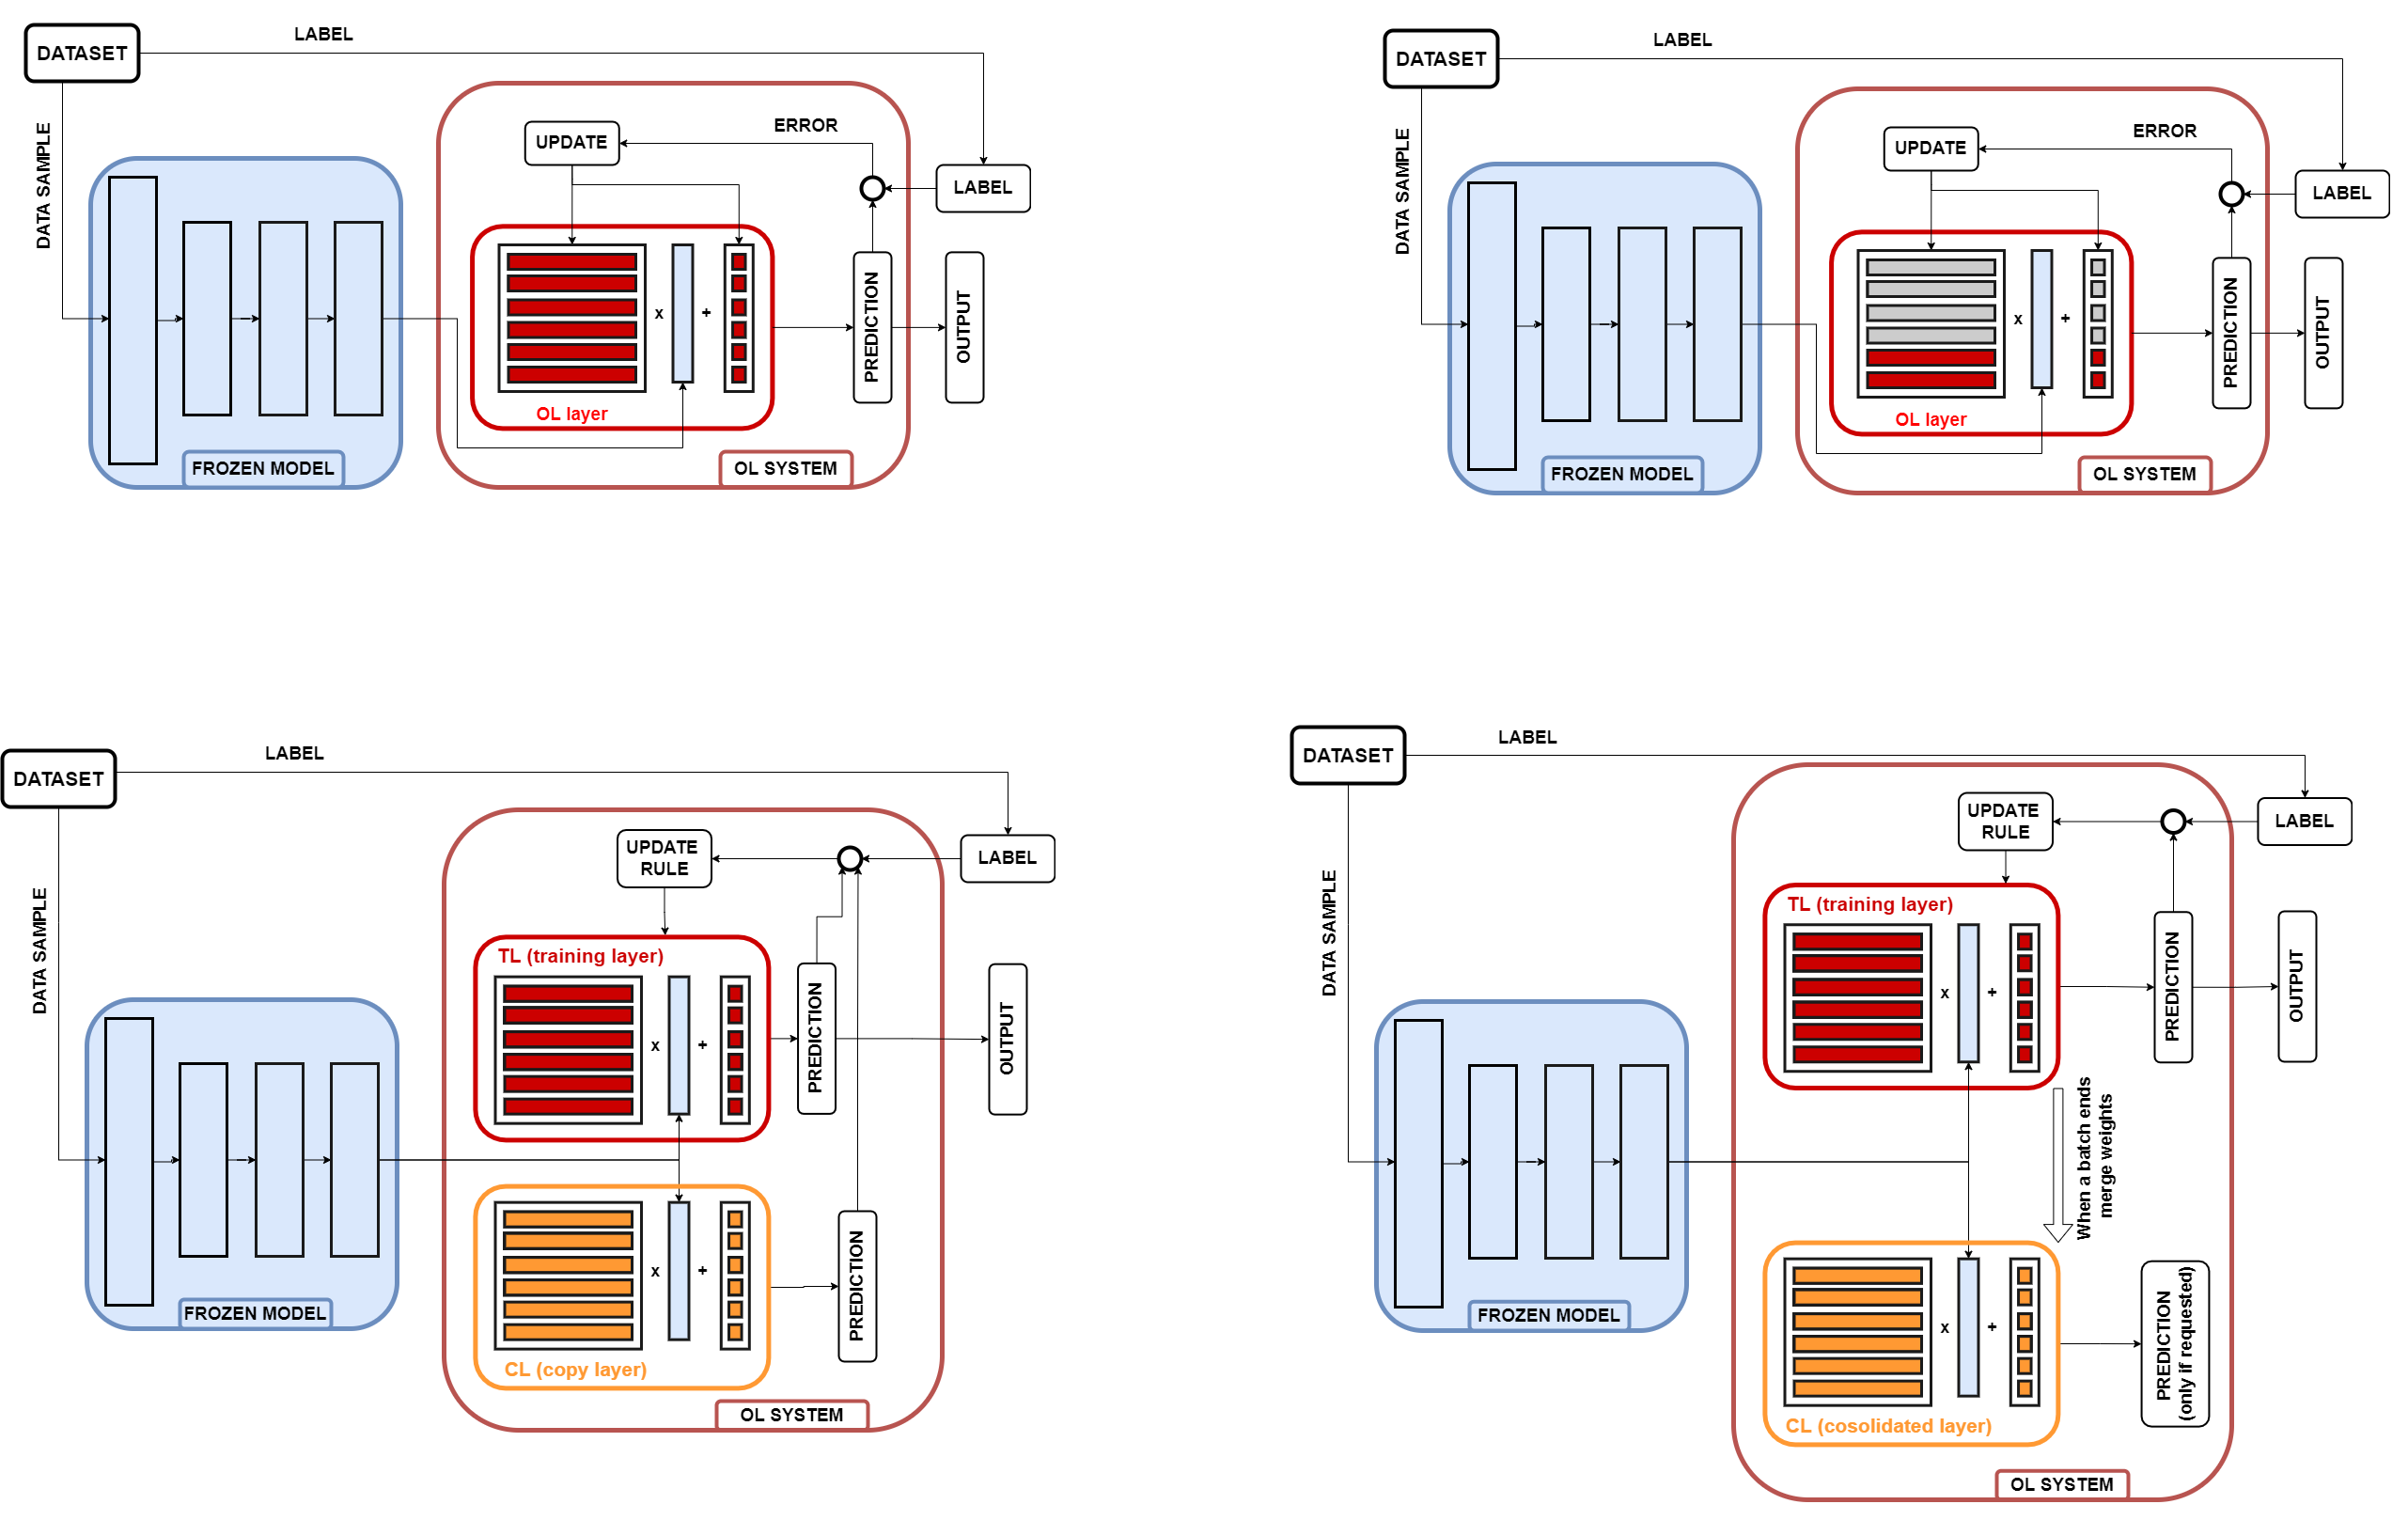 LABEL
DATASET
DATA SAMPLE
UPDATE
ERROR
LABEL
x
+
PREDICTION
OUTPUT
OL layer
FROZEN MODEL
OL SYSTEM
LABEL
DATASET
DATA SAMPLE
UPDATE
ERROR
LABEL
x
+
PREDICTION
OUTPUT
OL layer
FROZEN MODEL
OL SYSTEM
LABEL
DATASET
DATA SAMPLE
UPDATE
RULE
LABEL
TL (training layer)
x
+
PREDICTION
OUTPUT
x
+
PREDICTION
CL (copy layer)
FROZEN MODEL
OL SYSTEM
LABEL
DATASET
DATA SAMPLE
UPDATE
RULE
LABEL
TL (training layer)
x
+
PREDICTION
OUTPUT
When a batch ends
merge weights
x
+
PREDICTION
(only if requested)
CL (cosolidated layer)
FROZEN MODEL
OL SYSTEM